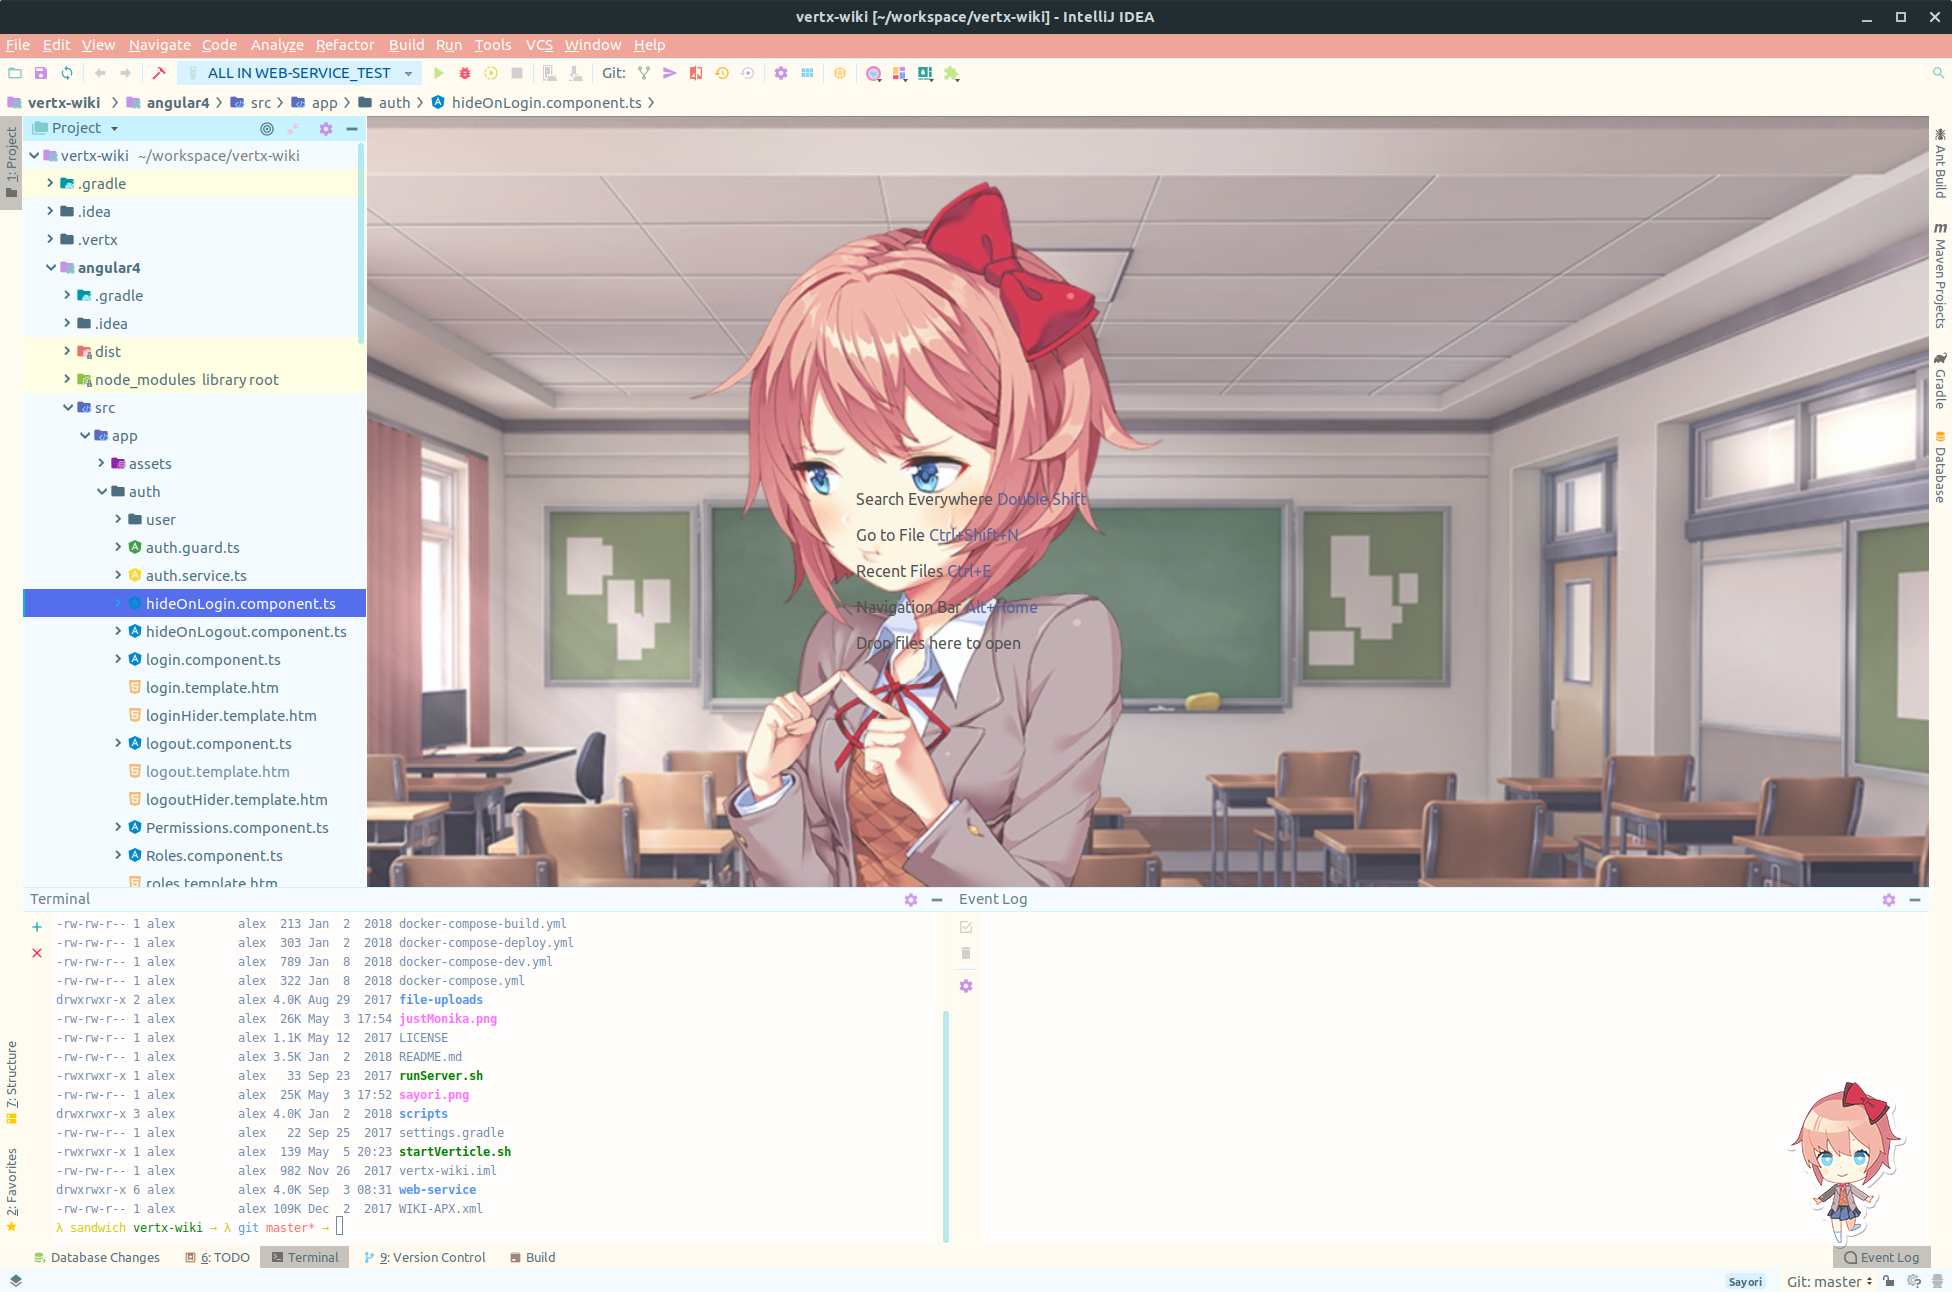 vertx-wiki [~/workspace/vertx-wiki] - IntelliJ IDEA
File Edit View Navigate Code Analyze Refactor Build Run Tools VCS Window Help
ALL IN WEB-SERVICE_TEST Git:
vertx-wiki angular4 src app auth hideOnLogin.component.ts
1: Project
Project
vertx-wiki ~/workspace/vertx-wiki
.gradle
.idea
.vertx
angular4
.gradle
.idea
dist
node_modules library root
src
app
assets
auth
user
auth.guard.ts
auth.service.ts
hideOnLogin.component.ts
hideOnLogout.component.ts
login.component.ts
login.template.htm
loginHider.template.htm
logout.component.ts
logout.template.htm
logoutHider.template.htm
Permissions.component.ts
Roles.component.ts
roles.template.htm
Search Everywhere Double Shift
Go to File Ctrl+Shift+N
Recent Files Ctrl+E
Navigation Bar Alt+Home
Drop files here to open
Ant Build
m Maven Projects
Gradle
Database
7: Structure
2: Favorites
Terminal
-rw-rw-r-- 1 alex alex 213 Jan 2 2018 docker-compose-build.yml
-rw-rw-r-- 1 alex alex 303 Jan 2 2018 docker-compose-deploy.yml
-rw-rw-r-- 1 alex alex 789 Jan 8 2018 docker-compose-dev.yml
-rw-rw-r-- 1 alex alex 322 Jan 8 2018 docker-compose.yml
drwxrwxr-x 2 alex alex 4.0K Aug 29 2017 file-uploads
-rw-rw-r-- 1 alex alex 26K May 3 17:54 justMonika.png
-rw-rw-r-- 1 alex alex 1.1K May 12 2017 LICENSE
-rw-rw-r-- 1 alex alex 3.5K Jan 2 2018 README.md
-rwxrwxr-x 1 alex alex 33 Sep 23 2017 runServer.sh
-rw-rw-r-- 1 alex alex 25K May 3 17:52 sayori.png
drwxrwxr-x 3 alex alex 4.0K Jan 2 2018 scripts
-rw-rw-r-- 1 alex alex 22 Sep 25 2017 settings.gradle
-rwxrwxr-x 1 alex alex 139 May 5 20:23 startVerticle.sh
-rw-rw-r-- 1 alex alex 982 Nov 26 2017 vertx-wiki.iml
drwxrwxr-x 6 alex alex 4.0K Sep 3 08:31 web-service
-rw-rw-r-- 1 alex alex 109K Dec 2 2017 WIKI-APX.xml
λ sandwich vertx-wiki → λ git master* →
Event Log
Database Changes 6: TODO Terminal 9: Version Control Build Event Log
Sayori Git: master